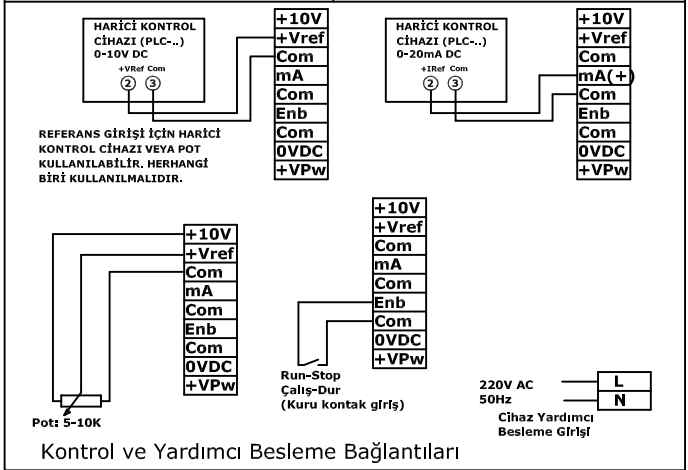 HARİCİ KONTROL
CİHAZI (PLC-..)
0-10V DC
+VRef Com
2 3
+10V
+Vref
Com
mA
Com
Enb
Com
0VDC
+VPw
REFERANS GİRİŞİ İÇİN HARİCİ
KONTROL CİHAZI VEYA POT
KULLANILABİLİR. HERHANGİ
BİRİ KULLANILMALIDIR.
HARİCİ KONTROL
CİHAZI (PLC-..)
0-20mA DC
+IRef Com
2 3
+10V
+Vref
Com
mA(+)
Com
Enb
Com
0VDC
+VPw
+10V
+Vref
Com
mA
Com
Enb
Com
0VDC
+VPw
Pot: 5-10K
+10V
+Vref
Com
mA
Com
Enb
Com
0VDC
+VPw
Run-Stop
Çalış-Dur
(Kuru kontak giriş)
220V AC
50Hz
L
N
Cihaz Yardımcı
Besleme Girişi
Kontrol ve Yardımcı Besleme Bağlantıları